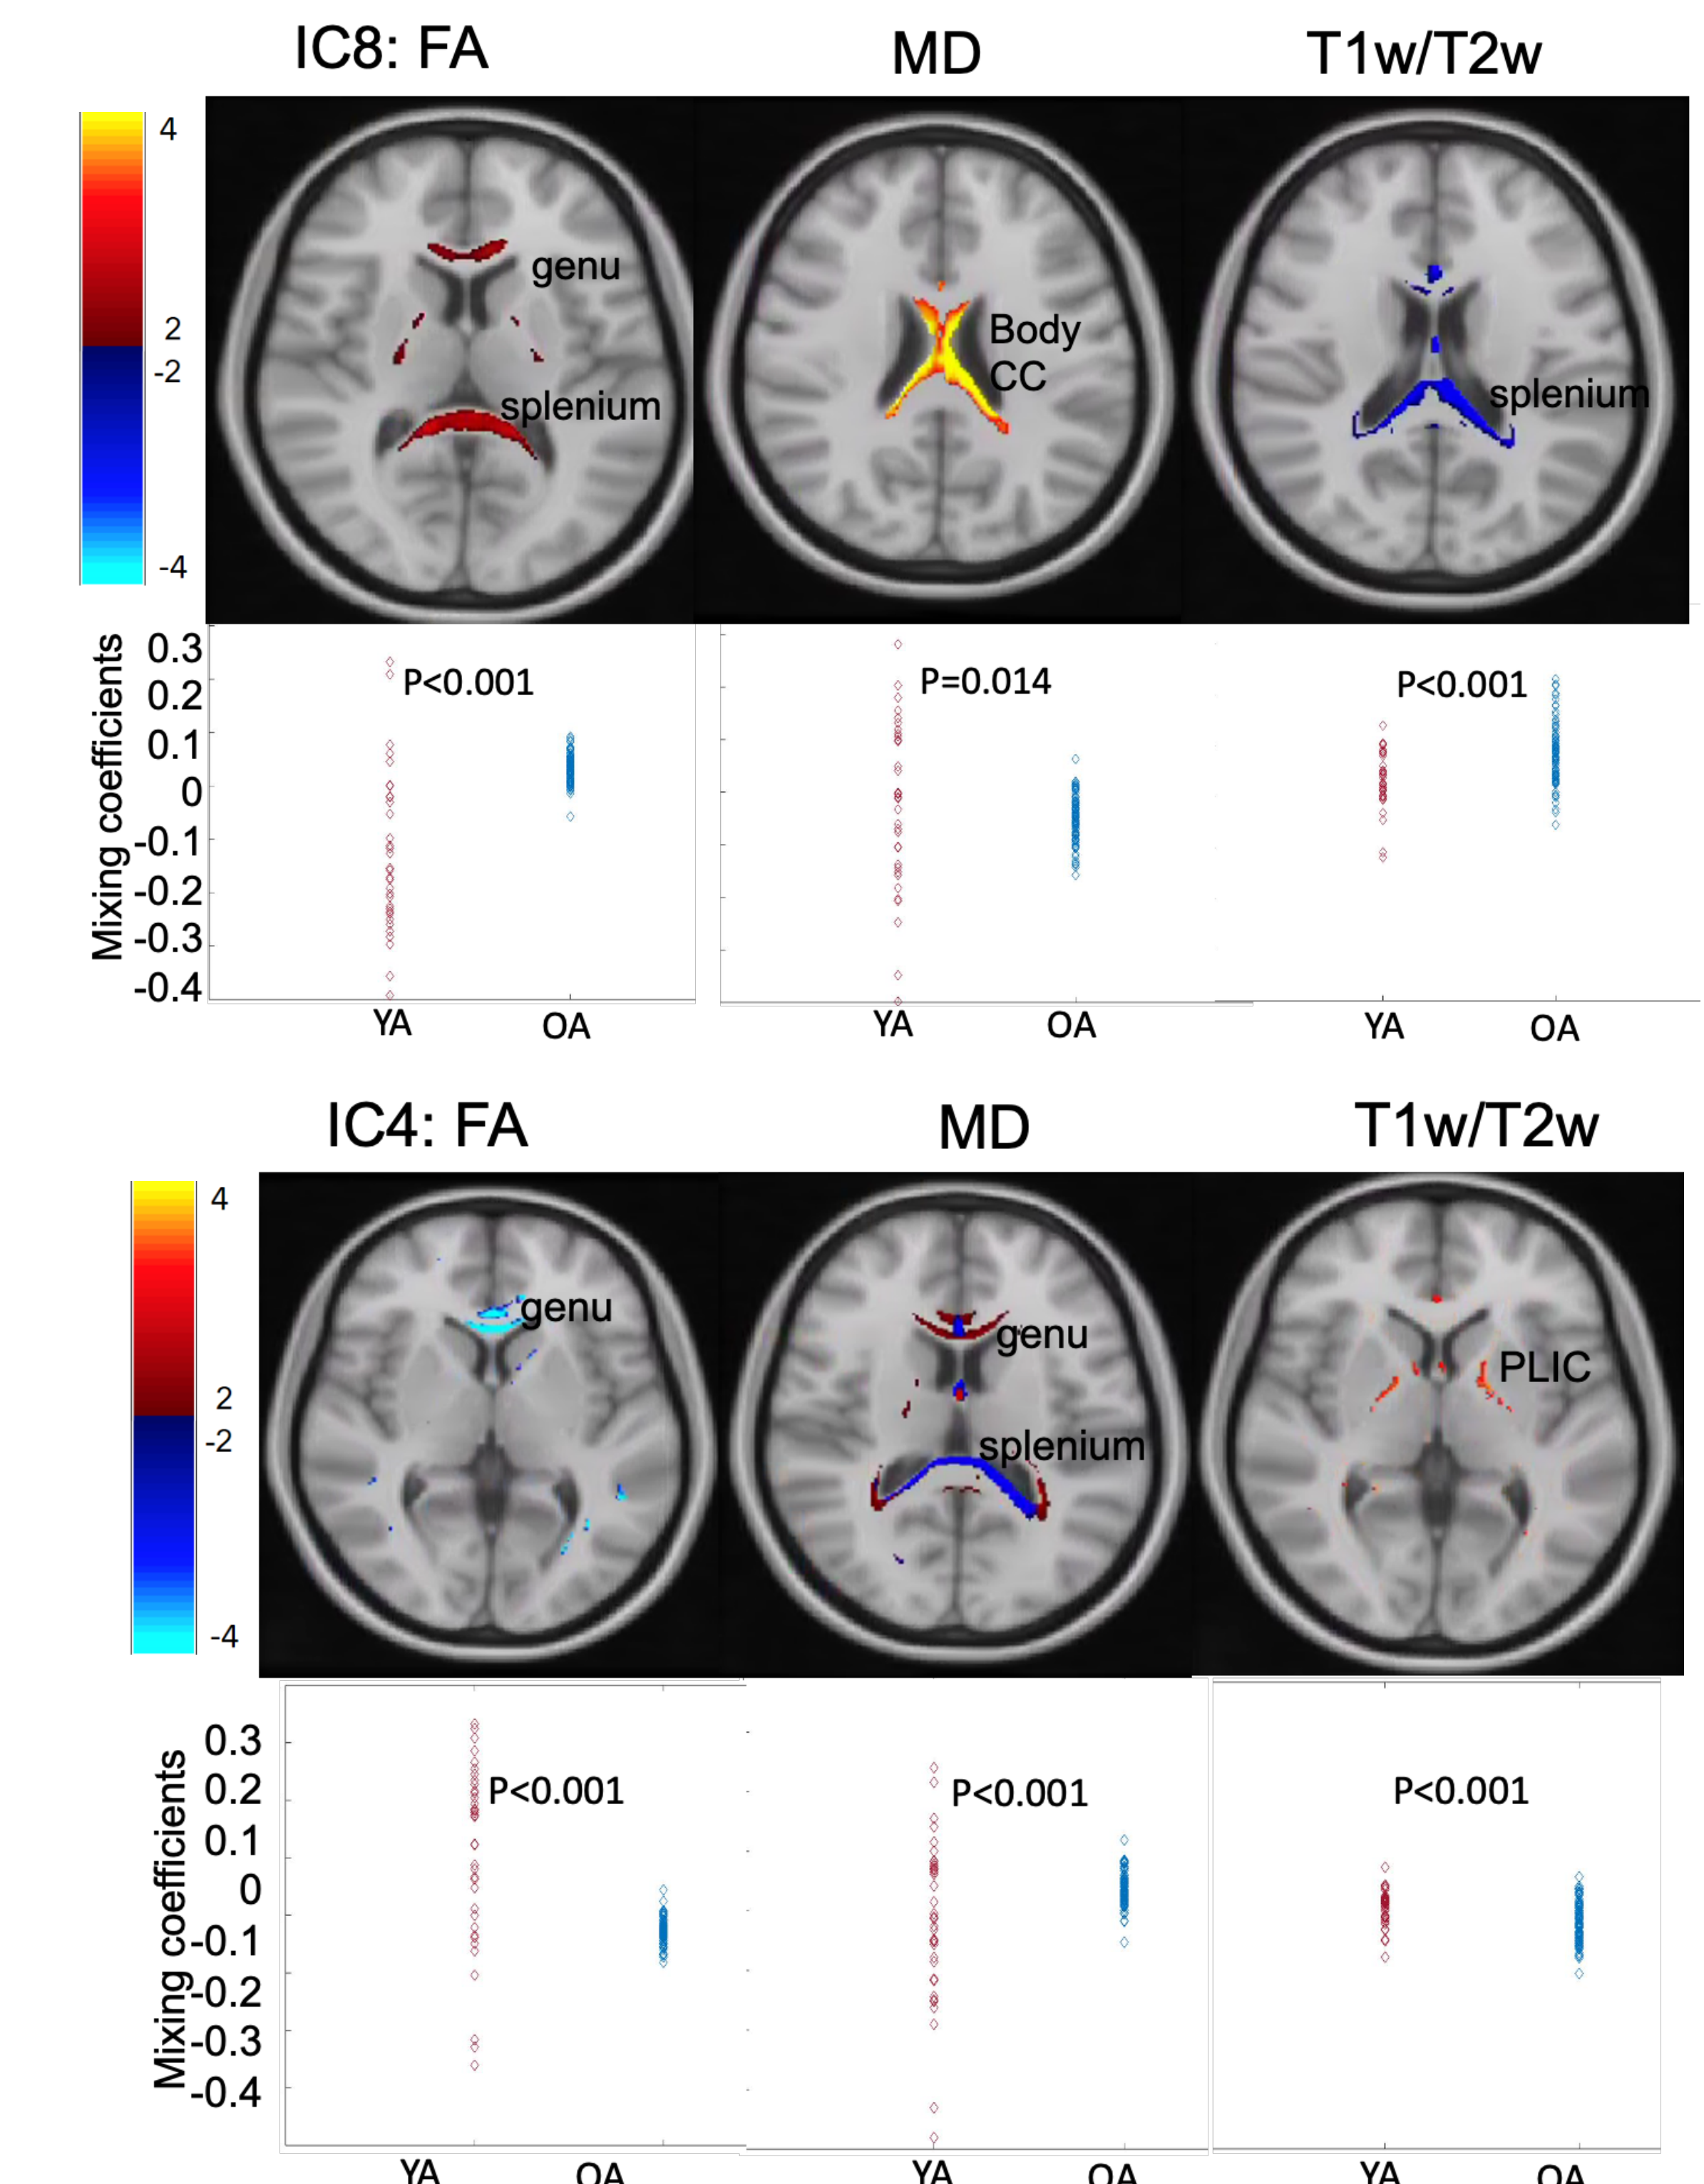 IC8: FA
MD
T1w/T2w
4
2
-2
-4
genu
splenium
Body
CC
splenium
Mixing coefficients
0.3
0.2
0.1
0
-0.1
-0.2
-0.3
-0.4
P<0.001
P=0.014
P<0.001
YA
OA
YA
OA
YA
OA
IC4: FA
MD
T1w/T2w
4
2
-2
-4
genu
genu
splenium
PLIC
Mixing coefficients
0.3
0.2
0.1
0
-0.1
-0.2
-0.3
-0.4
P<0.001
P<0.001
P<0.001
YA
OA
YA
OA
YA
OA